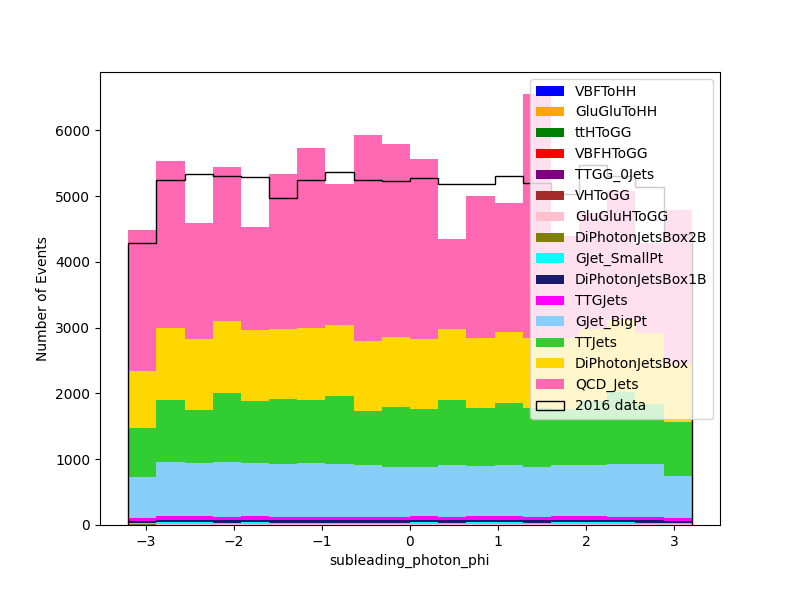 6000
5000
4000
3000
2000
1000
0
Number of Events
−3
−2
−1
0
1
2
3
subleading_photon_phi
VBFToHH
GluGluToHH
ttHToGG
VBFHToGG
TTGG_0Jets
VHToGG
GluGluHToGG
DiPhotonJetsBox2B
GJet_SmallPt
DiPhotonJetsBox1B
TTGJets
GJet_BigPt
TTJets
DiPhotonJetsBox
QCD_Jets
2016 data